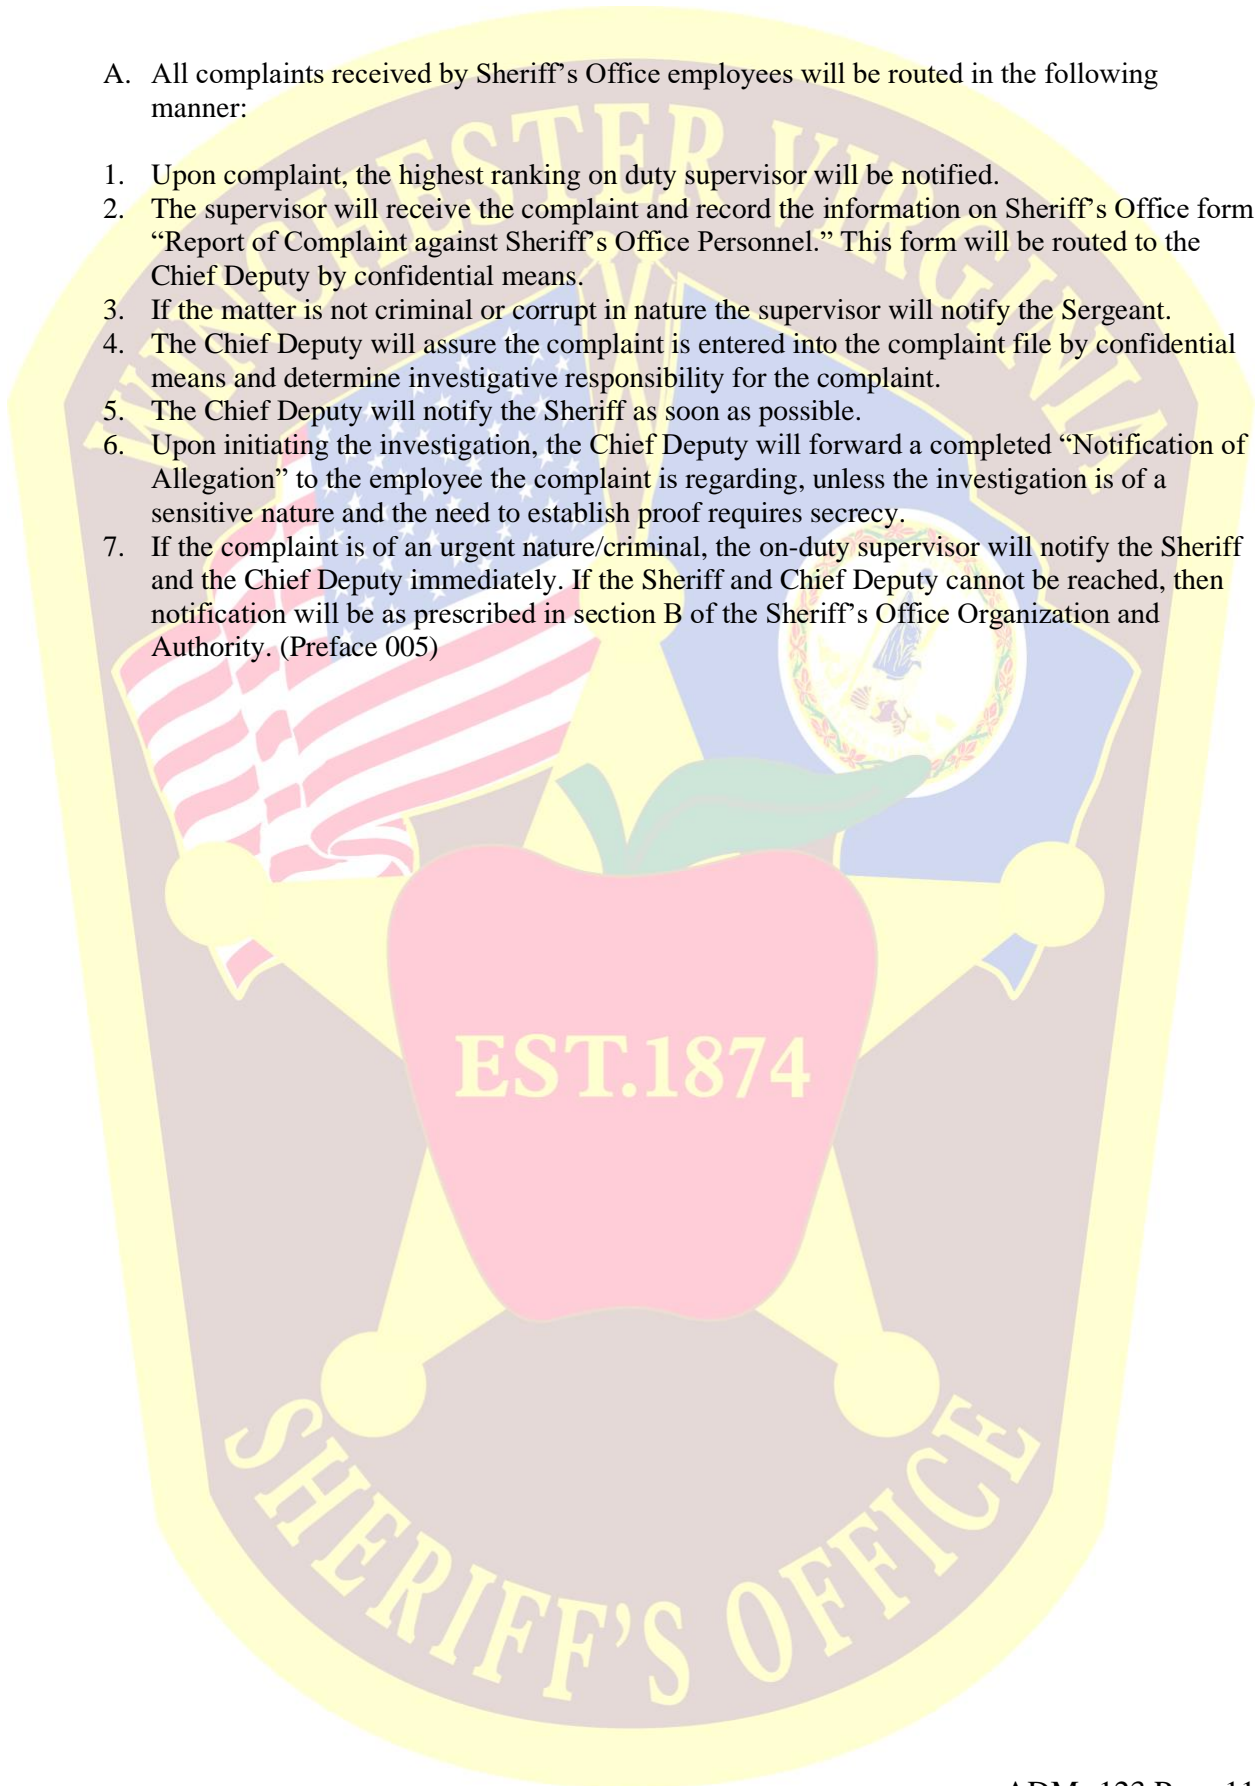 A. All complaints received by Sheriff’s Office employees will be routed in the following
manner:
1. Upon complaint, the highest ranking on duty supervisor will be notified.
2. The supervisor will receive the complaint and record the information on Sheriff’s Office form
“Report of Complaint against Sheriff’s Office Personnel.” This form will be routed to the
Chief Deputy by confidential means.
3. If the matter is not criminal or corrupt in nature the supervisor will notify the Sergeant.
4. The Chief Deputy will assure the complaint is entered into the complaint file by confidential
means and determine investigative responsibility for the complaint.
5. The Chief Deputy will notify the Sheriff as soon as possible.
6. Upon initiating the investigation, the Chief Deputy will forward a completed “Notification of
Allegation” to the employee the complaint is regarding, unless the investigation is of a
sensitive nature and the need to establish proof requires secrecy.
7. If the complaint is of an urgent nature/criminal, the on-duty supervisor will notify the Sheriff
and the Chief Deputy immediately. If the Sheriff and Chief Deputy cannot be reached, then
notification will be as prescribed in section B of the Sheriff’s Office Organization and
Authority. (Preface 005)
WINCHESTER VIRGINIA
EST.1874
SHERIFF’S OFFICE